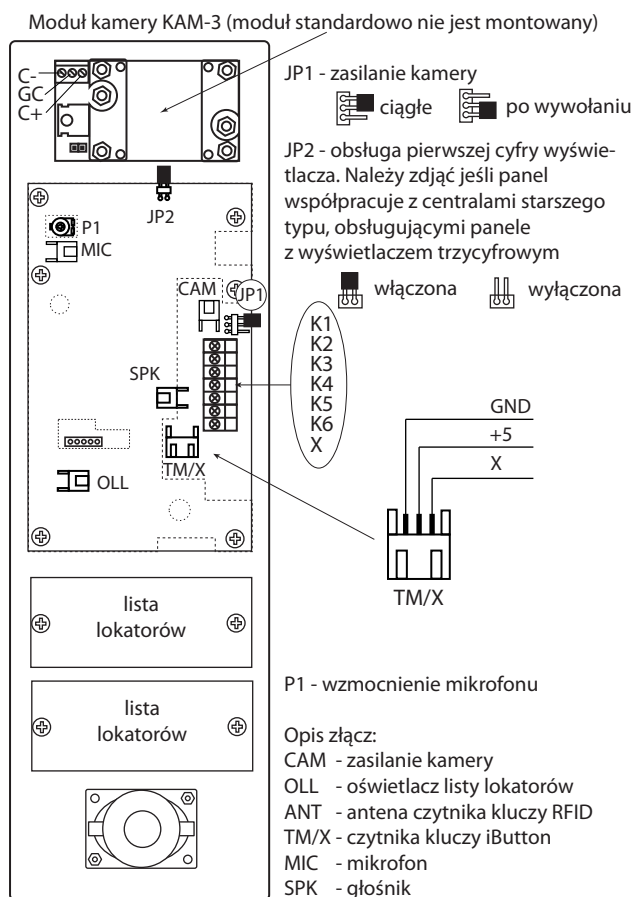 Moduł kamery KAM-3 (moduł standardowo nie jest montowany)
C-
GC
C+
JP1 - zasilanie kamery
ciągłe
po wywołaniu
JP2 - obsługa pierwszej cyfry wyświe-
tlacza. Należy zdjąć jeśli panel
współpracuje z centralami starszego
typu, obsługującymi panele
z wyświetlaczem trzycyfrowym
włączona
wyłączona
JP2
P1
MIC
CAM
JP1
K1
K2
K3
K4
K5
K6
X
SPK
TM/X
OLL
GND
+5
X
TM/X
lista
lokatorów
lista
lokatorów
P1 - wzmocnienie mikrofonu
Opis złącz:
CAM - zasilanie kamery
OLL - oświetlacz listy lokatorów
ANT - antena czytnika kluczy RFID
TM/X - czytnika kluczy iButton
MIC - mikrofon
SPK - głośnik